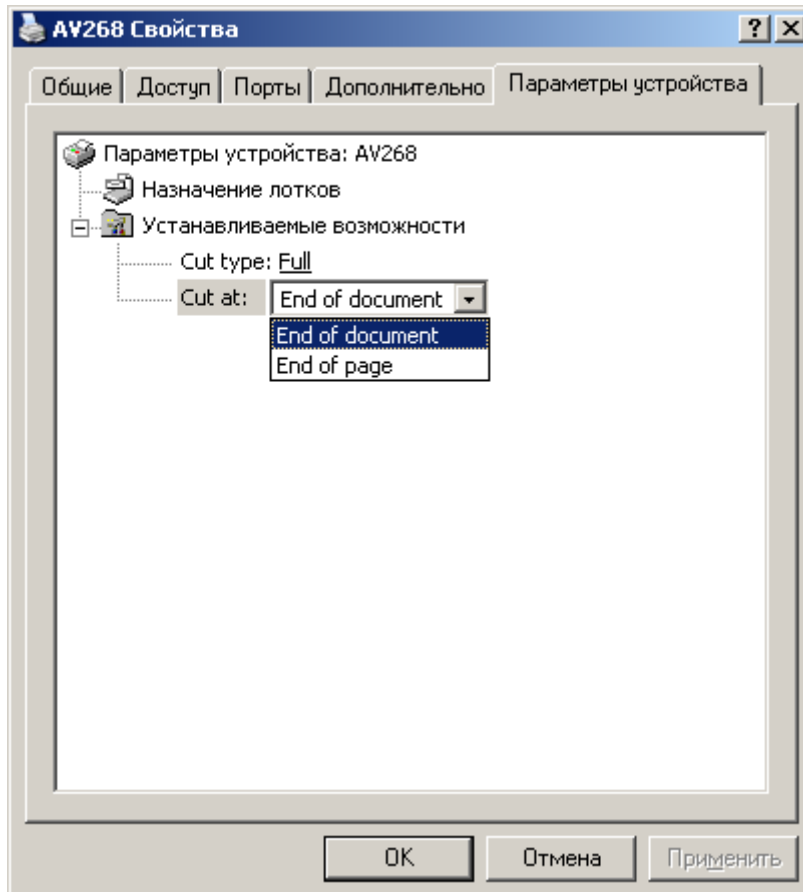 AV268 Свойства
Общие Доступ Порты Дополнительно Параметры устройства
Параметры устройства: AV268
Назначение лотков
Устанавливаемые возможности
Cut type: Full
Cut at: End of document
End of document
End of page
OK Отмена Применить